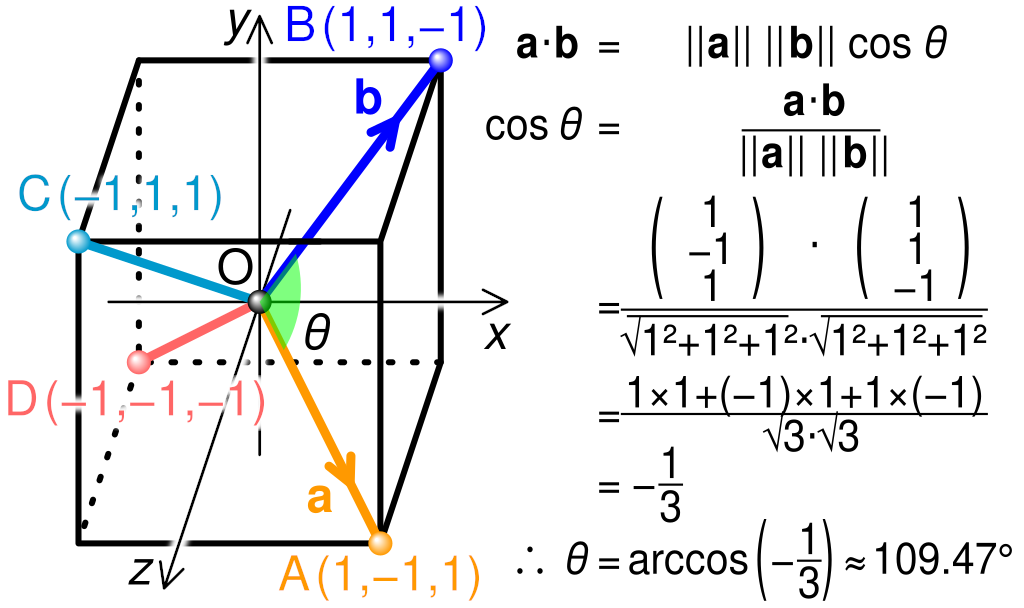 y
B(1,1,−1)
b
C(−1,1,1)
O
x
θ
D(−1,−1,−1)
a
z
A(1,−1,1)
a·b = ||a|| ||b|| cos θ
cos θ = a·b
||a|| ||b||
( 1 ) · ( 1 )
−1 1
1 −1
=
√1²+1²+1²·√1²+1²+1²
= 1×1+(−1)×1+1×(−1)
√3·√3
= −1/3
∴ θ = arccos(−1/3) ≈ 109.47°